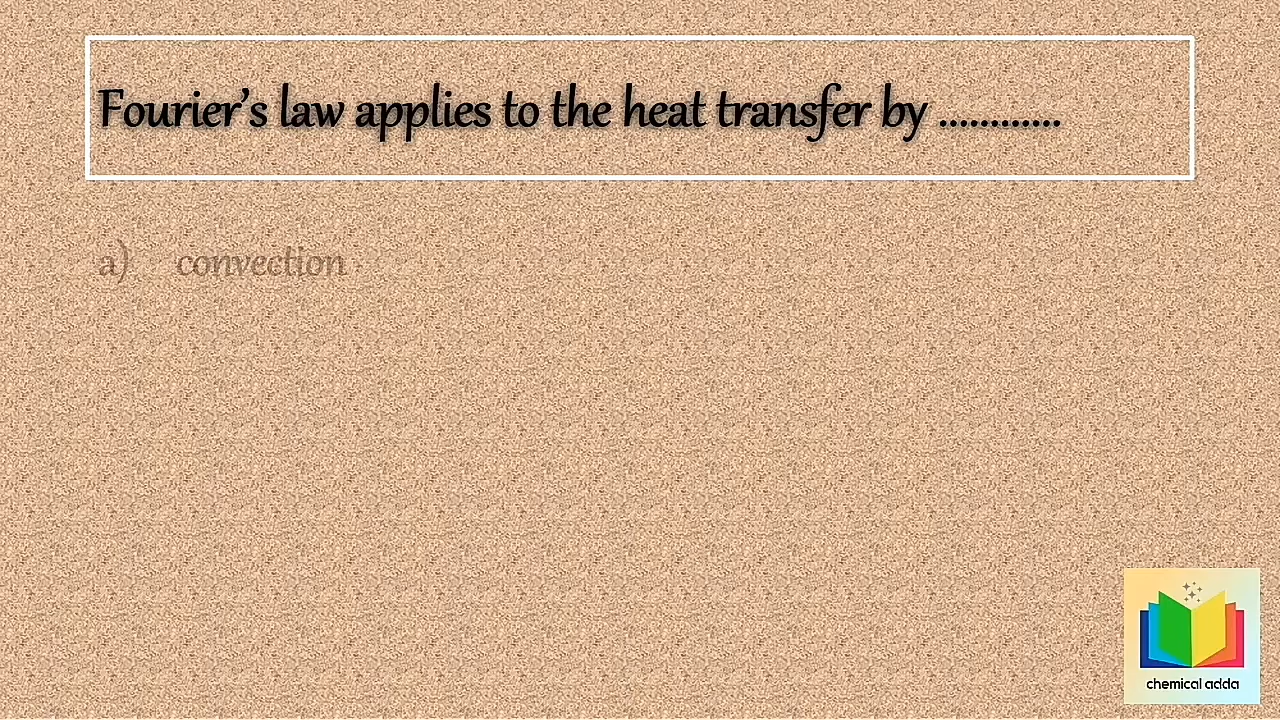 Fourier’s law applies to the heat transfer by ............
a) convection
chemical adda